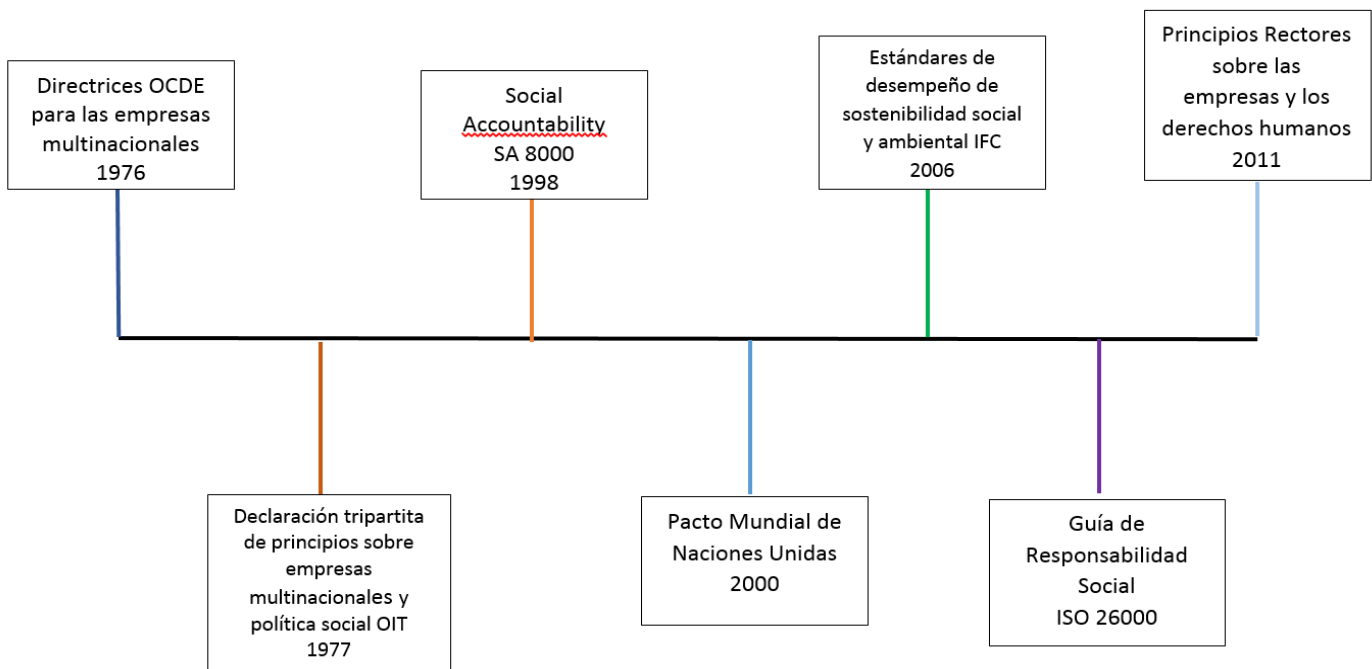 Directrices OCDE
para las empresas
multinacionales
1976
Social
Accountability
SA 8000
1998
Estándares de
desempeño de
sostenibilidad social
y ambiental IFC
2006
Principios Rectores
sobre las
empresas y los
derechos humanos
2011
Declaración tripartita
de principios sobre
empresas
multinacionales y
política social OIT
1977
Pacto Mundial de
Naciones Unidas
2000
Guía de
Responsabilidad
Social
ISO 26000